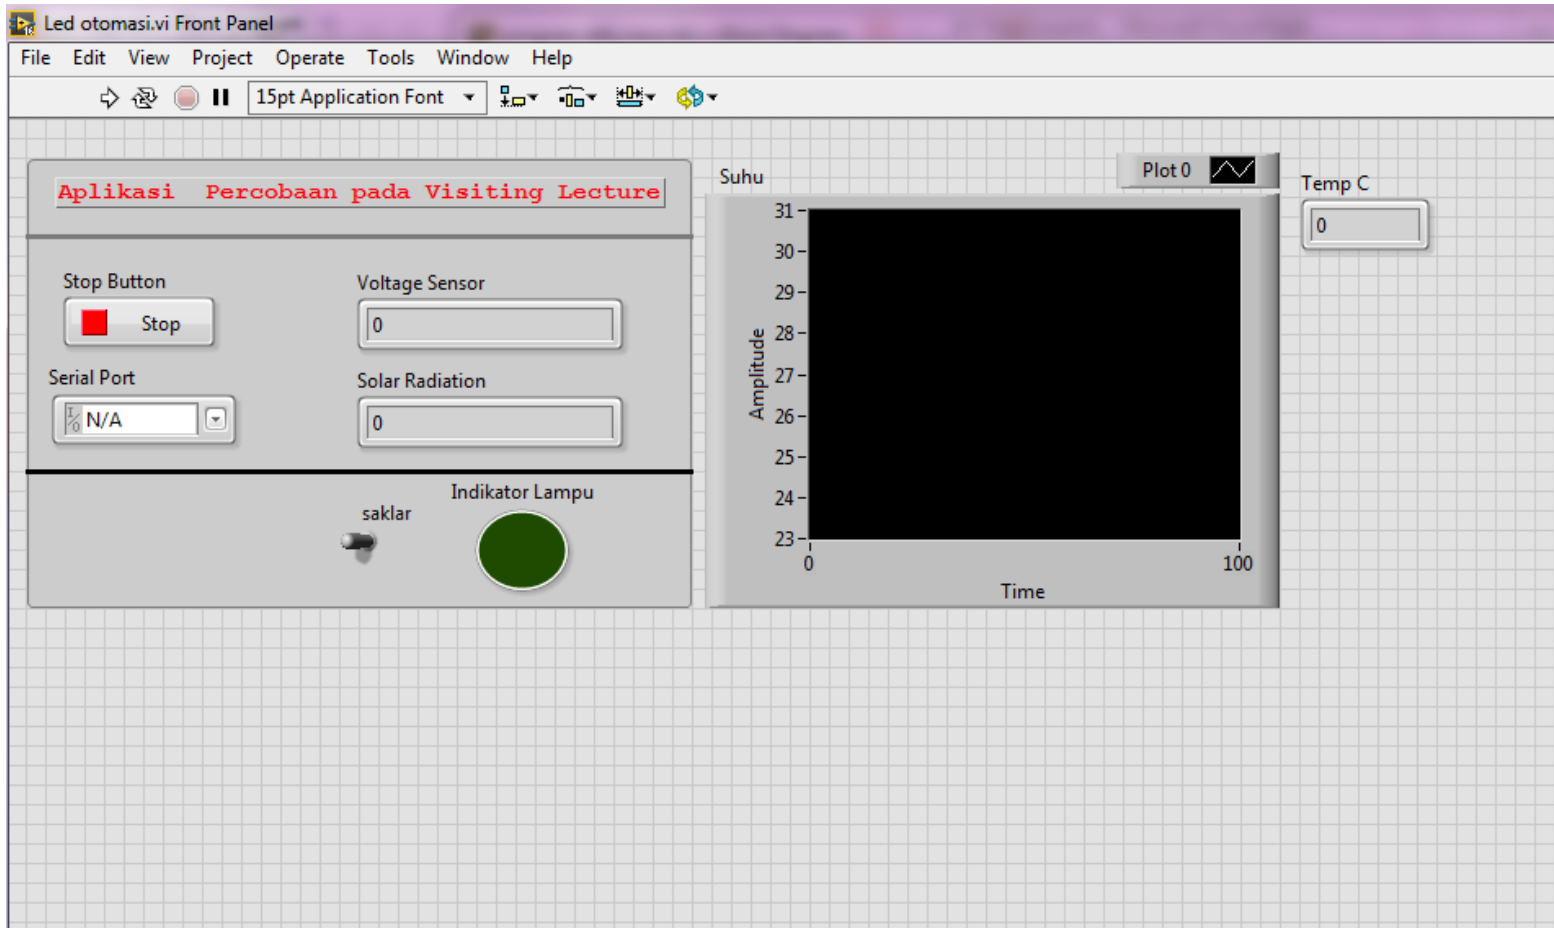 Led otomasi.vi Front Panel
File Edit View Project Operate Tools Window Help
15pt Application Font
Aplikasi Percobaan pada Visiting Lecture
Stop Button
Stop
Serial Port
I/O N/A
Voltage Sensor
0
Solar Radiation
0
saklar
Indikator Lampu
Suhu
Plot 0
Amplitude
31
30
29
28
27
26
25
24
23
0 100
Time
Temp C
0